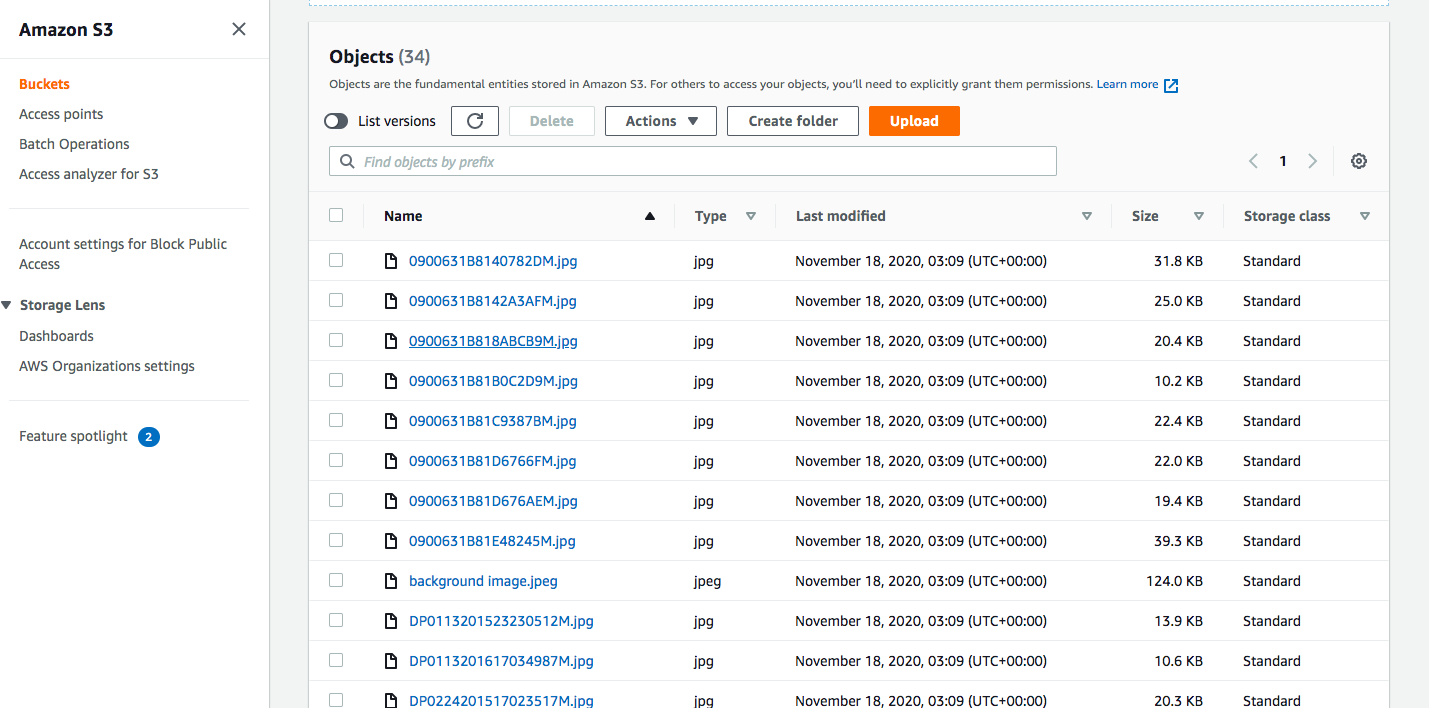 Amazon S3
Buckets
Access points
Batch Operations
Access analyzer for S3
Account settings for Block Public
Access
Storage Lens
Dashboards
AWS Organizations settings
Feature spotlight 2
Objects (34)
Objects are the fundamental entities stored in Amazon S3. For others to access your objects, you'll need to explicitly grant them permissions. Learn more
List versions Delete Actions Create folder Upload
Find objects by prefix 1
Name Type Last modified Size Storage class
0900631B8140782DM.jpg jpg November 18, 2020, 03:09 (UTC+00:00) 31.8 KB Standard
0900631B8142A3AFM.jpg jpg November 18, 2020, 03:09 (UTC+00:00) 25.0 KB Standard
0900631B818ABCB9M.jpg jpg November 18, 2020, 03:09 (UTC+00:00) 20.4 KB Standard
0900631B81B0C2D9M.jpg jpg November 18, 2020, 03:09 (UTC+00:00) 10.2 KB Standard
0900631B81C9387BM.jpg jpg November 18, 2020, 03:09 (UTC+00:00) 22.4 KB Standard
0900631B81D6766FM.jpg jpg November 18, 2020, 03:09 (UTC+00:00) 22.0 KB Standard
0900631B81D676AEM.jpg jpg November 18, 2020, 03:09 (UTC+00:00) 19.4 KB Standard
0900631B81E48245M.jpg jpg November 18, 2020, 03:09 (UTC+00:00) 39.3 KB Standard
background image.jpeg jpeg November 18, 2020, 03:09 (UTC+00:00) 124.0 KB Standard
DP0113201523230512M.jpg jpg November 18, 2020, 03:09 (UTC+00:00) 13.9 KB Standard
DP0113201617034987M.jpg jpg November 18, 2020, 03:09 (UTC+00:00) 10.6 KB Standard
DP0224201517023517M.jpg jpg November 18, 2020, 03:09 (UTC+00:00) 20.3 KB Standard